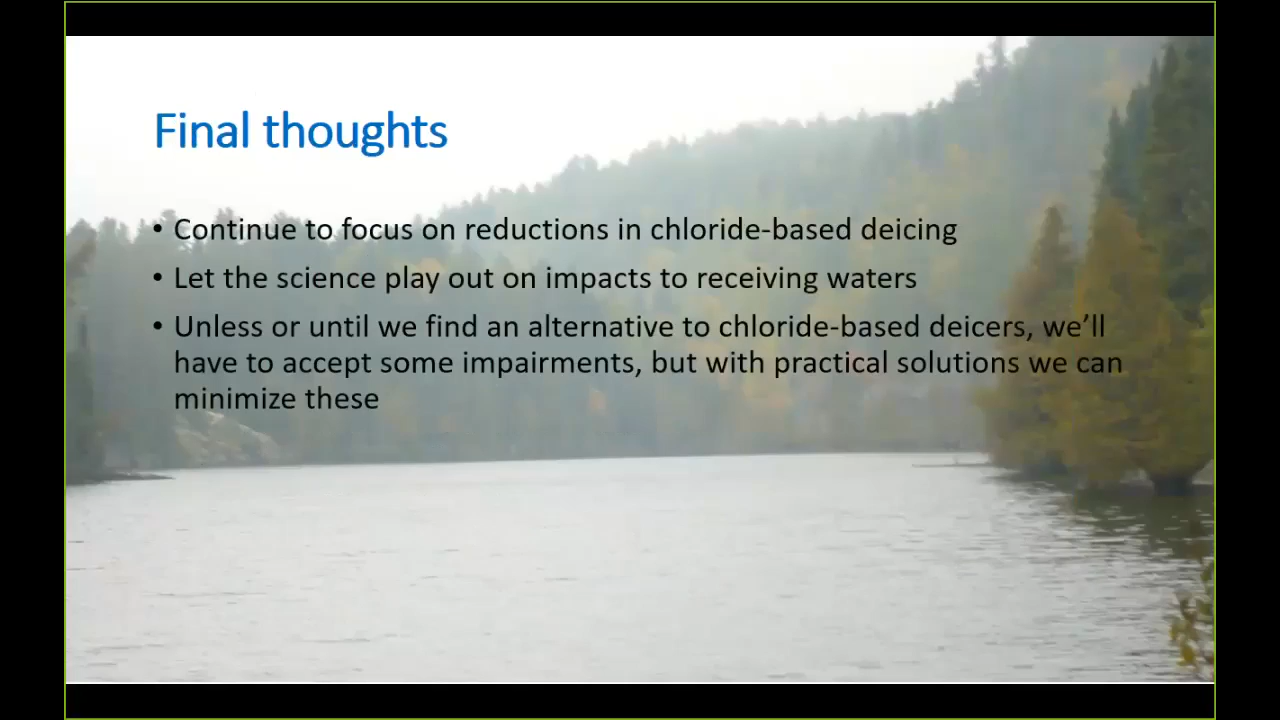 Final thoughts
• Continue to focus on reductions in chloride-based deicing
• Let the science play out on impacts to receiving waters
• Unless or until we find an alternative to chloride-based deicers, we’ll
have to accept some impairments, but with practical solutions we can
minimize these